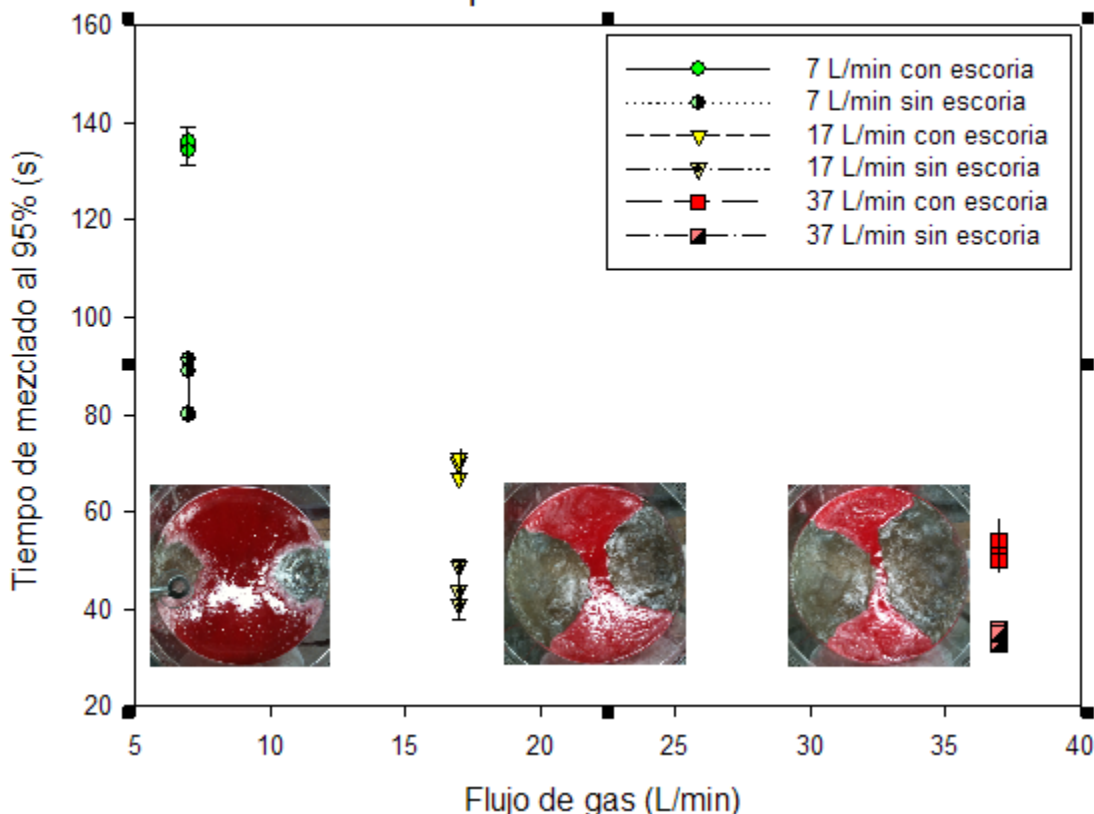 160
7 L/min con escoria
7 L/min sin escoria
17 L/min con escoria
17 L/min sin escoria
37 L/min con escoria
37 L/min sin escoria
140
120
100
80
60
40
20
Tiempo de mezclado al 95% (s)
5 10 15 20 25 30 35 40
Flujo de gas (L/min)